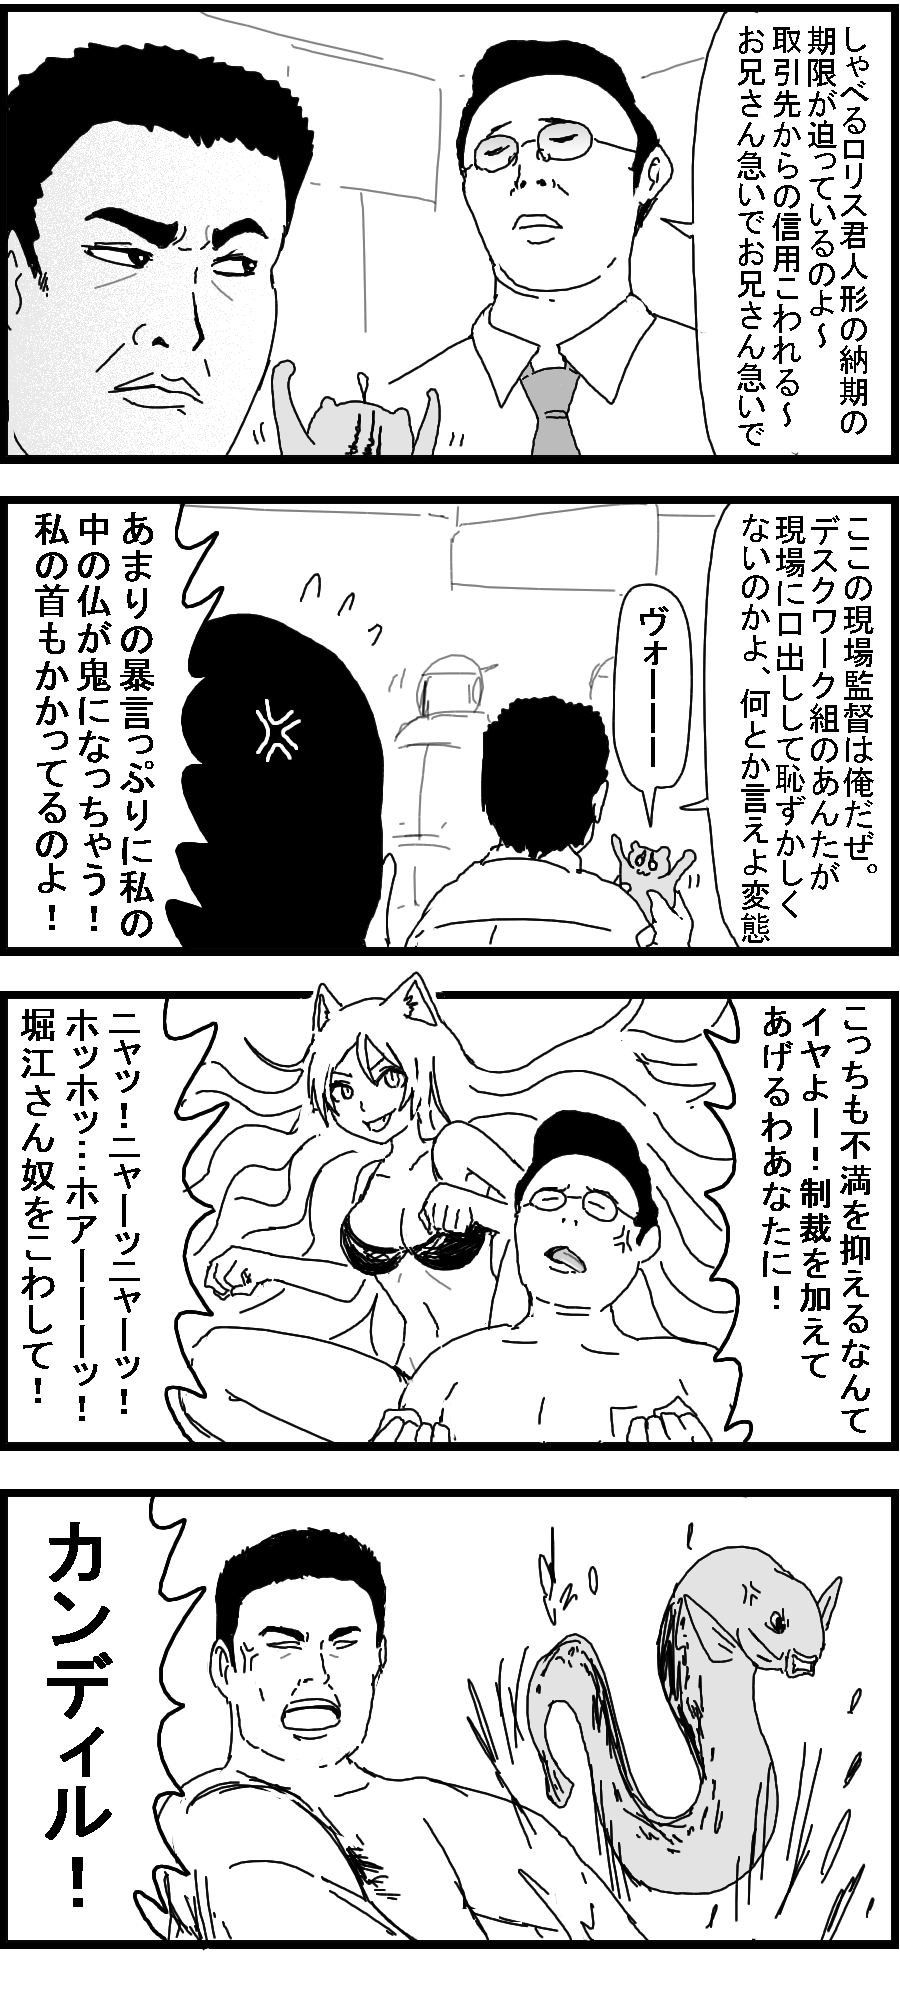 しゃべるロリス君人形の納期の
期限が迫っているのよ～
取引先からの信用こわれる～
お兄さん急いでお兄さん急いで
ここの現場監督は俺だぜ。
デスクワーク組のあんたが
現場に口出しして恥ずかしく
ないのかよ、何とか言えよ変態
ヴォーーーー
あまりの暴言っぷりに私の
中の仏が鬼になっちゃう！
私の首もかかってるのよ！
こっちも不満を抑えるなんて
イヤよー！制裁を加えて
あげるわあなたに！
ニャッ！ニャーッニャーッ！
ホッホッ…ホアーーーッ！
堀江さん奴をこわして！
カンディル！